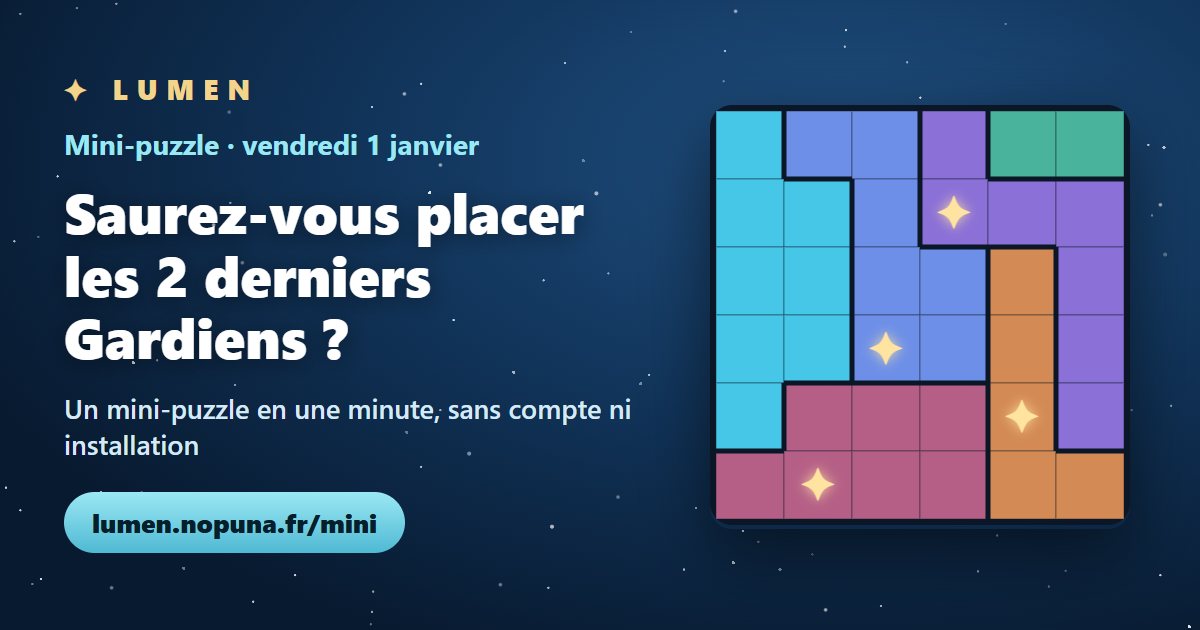 ✦ LUMEN
Mini-puzzle · vendredi 1 janvier
Saurez-vous placer
les 2 derniers
Gardiens ?
Un mini-puzzle en une minute, sans compte ni
installation
lumen.nopuna.fr/mini